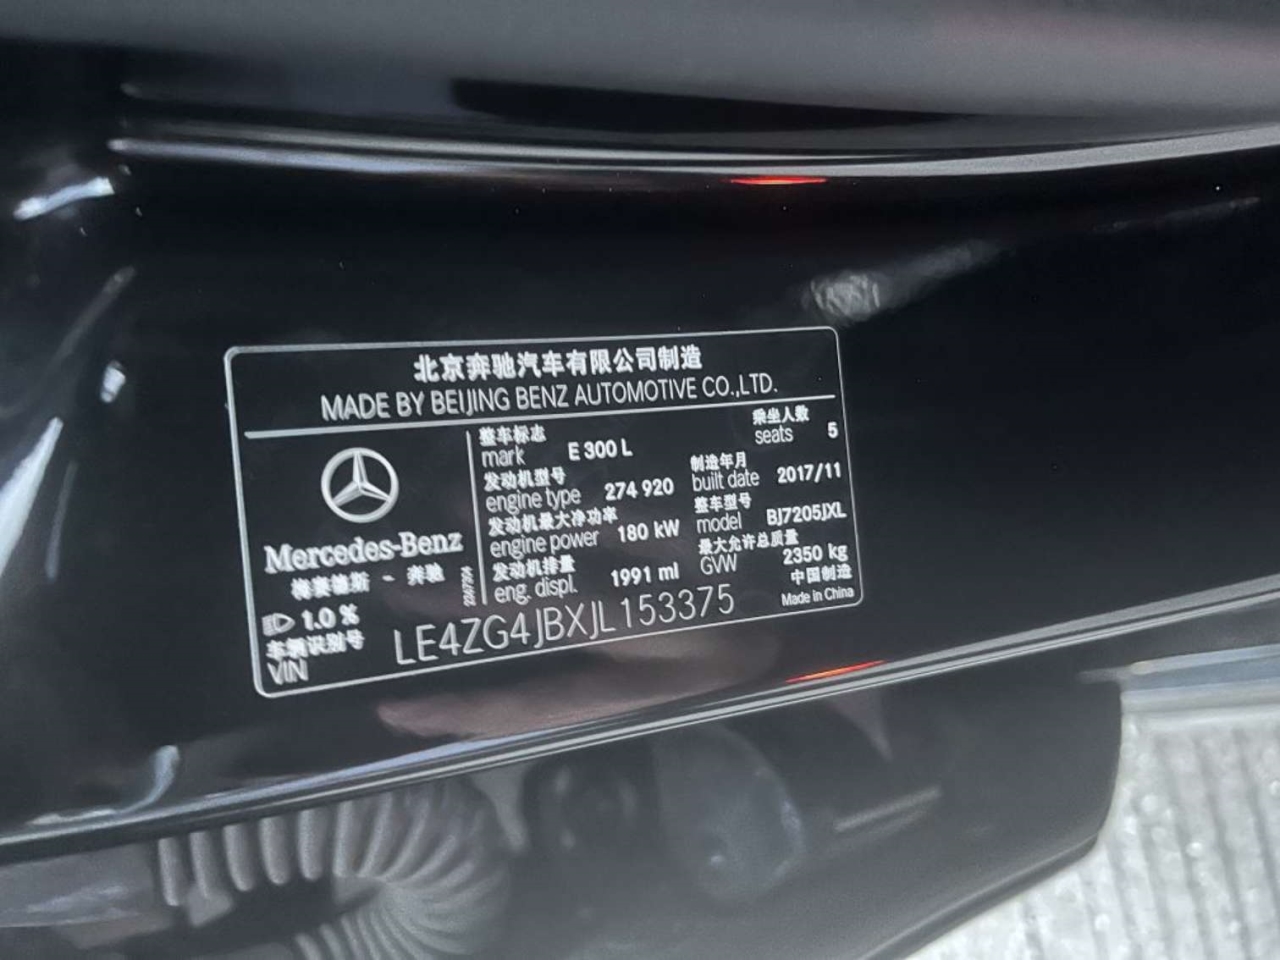 北京奔驰汽车有限公司制造
MADE BY BEIJING BENZ AUTOMOTIVE CO.,LTD.
Mercedes-Benz
梅赛德斯 - 奔驰
1.0 %
整车标志
mark E 300 L
乘坐人数
seats 5
发动机型号
engine type 274 920
制造年月
built date 2017/11
发动机最大净功率
engine power 180 kW
整车型号
model BJ7205JXL
发动机排量
eng. displ. 1991 ml
最大允许总质量
GVW 2350 kg
中国制造
Made in China
车辆识别号
VIN LE4ZG4JBXJL153375